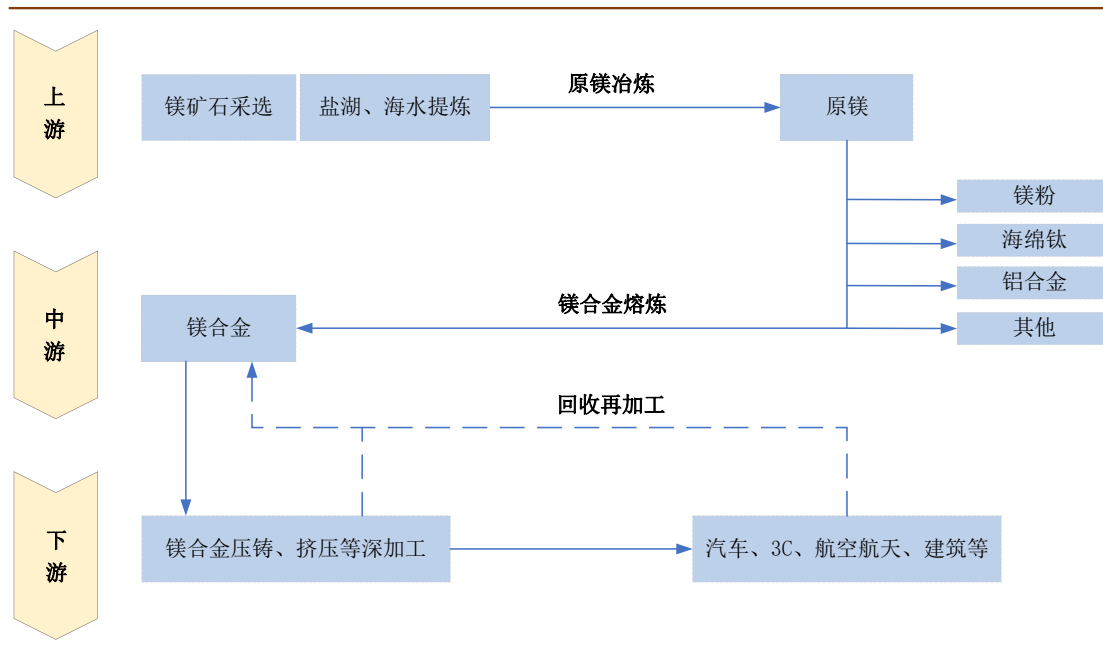 上
游
镁矿石采选
盐湖、海水提炼
原镁冶炼
原镁
镁粉
海绵钛
铝合金
其他
中
游
镁合金
镁合金熔炼
回收再加工
下
游
镁合金压铸、挤压等深加工
汽车、3C、航空航天、建筑等